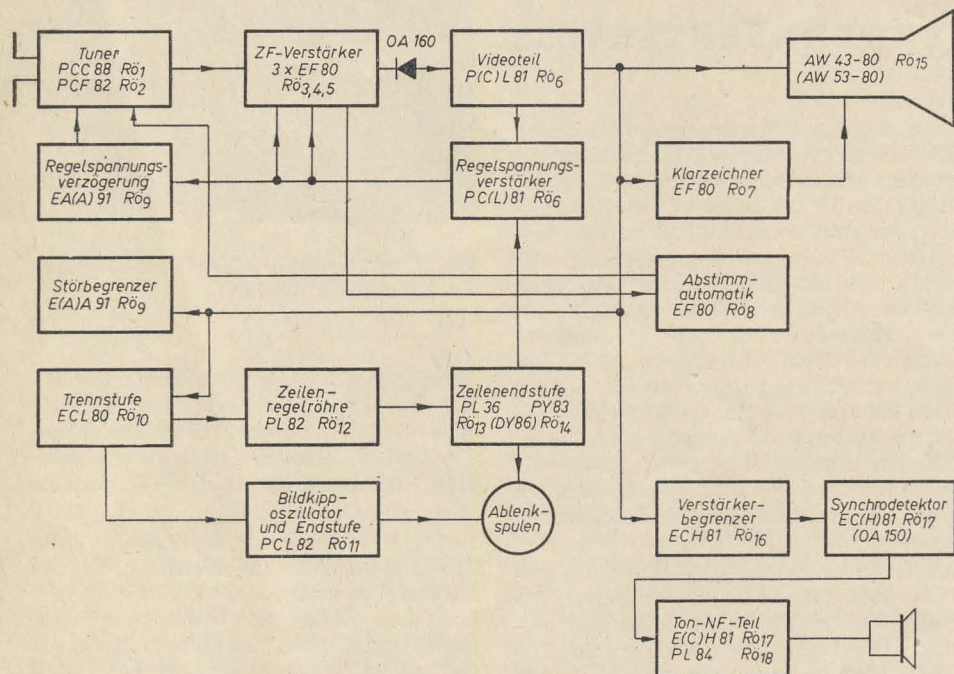 Tuner
PCC 88 Rö1
PCF 82 Rö2
ZF-Verstärker
3 x EF 80
Rö3,4,5
OA 160
Videoteil
P(C)L 81 Rö6
AW 43-80 Rö15
(AW 53-80)
Regelspannungs-
verzögerung
EA(A) 91 Rö9
Regelspannungs-
verstärker
PC(L) 81 Rö6
Klarzeichner
EF 80 Rö7
Störbegrenzer
E(A)A 91 Rö9
Abstimm-
automatik
EF 80 Rö8
Trennstufe
ECL 80 Rö10
Zeilen-
regelröhre
PL 82 Rö12
Zeilenendstufe
PL 36 PY 83
Rö13 (DY86) Rö14
Bildkipp-
oszillator
und Endstufe
PCL 82 Rö11
Ablenk-
spulen
Verstärker-
begrenzer
ECH 81 Rö16
Synchrodetektor
EC(H) 81 Rö17
(OA 150)
Ton-NF-Teil
E(C)H 81 Rö17
PL 84 Rö18